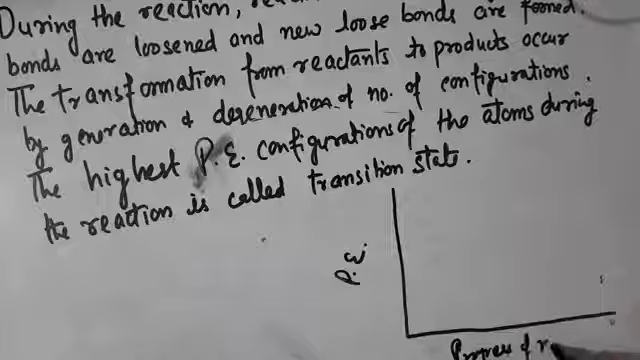 During the reaction,
bonds are loosened and new loose bonds are formed.
The transformation from reactants to products occur
by generation & degeneration of no. of configurations.
The highest P.E. configurations of the atoms during
the reaction is called transition state.
P.E
Progress of r